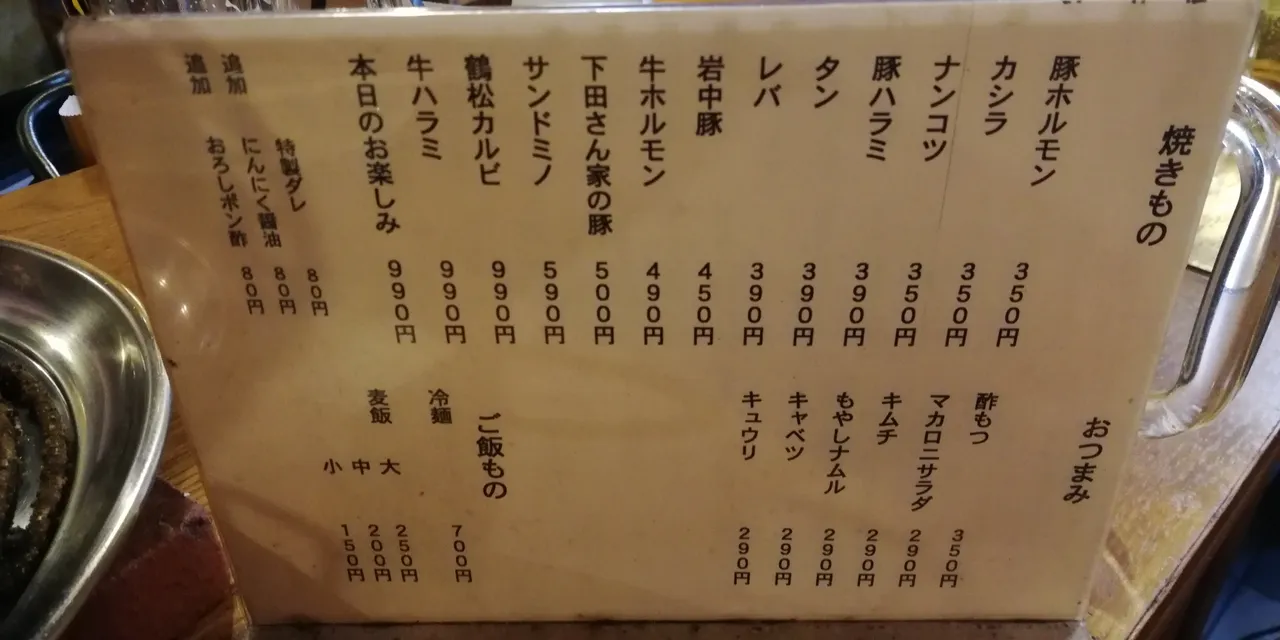 焼きもの
豚ホルモン 350円
カシラ 350円
ナンコツ 350円
豚ハラミ 390円
タン 390円
レバ 390円
岩中豚 450円
牛ホルモン 490円
下田さん家の豚 500円
サンドミノ 590円
鶴松カルビ 990円
牛ハラミ 990円
本日のお楽しみ 990円
特製ダレ 80円
追加 にんにく醤油 80円
追加 おろしポン酢 80円
おつまみ
酢もつ 350円
マカロニサラダ 290円
キムチ 290円
もやしナムル 290円
キャベツ 290円
キュウリ 290円
ご飯もの
冷麺 700円
麦飯 大 250円
中 200円
小 150円